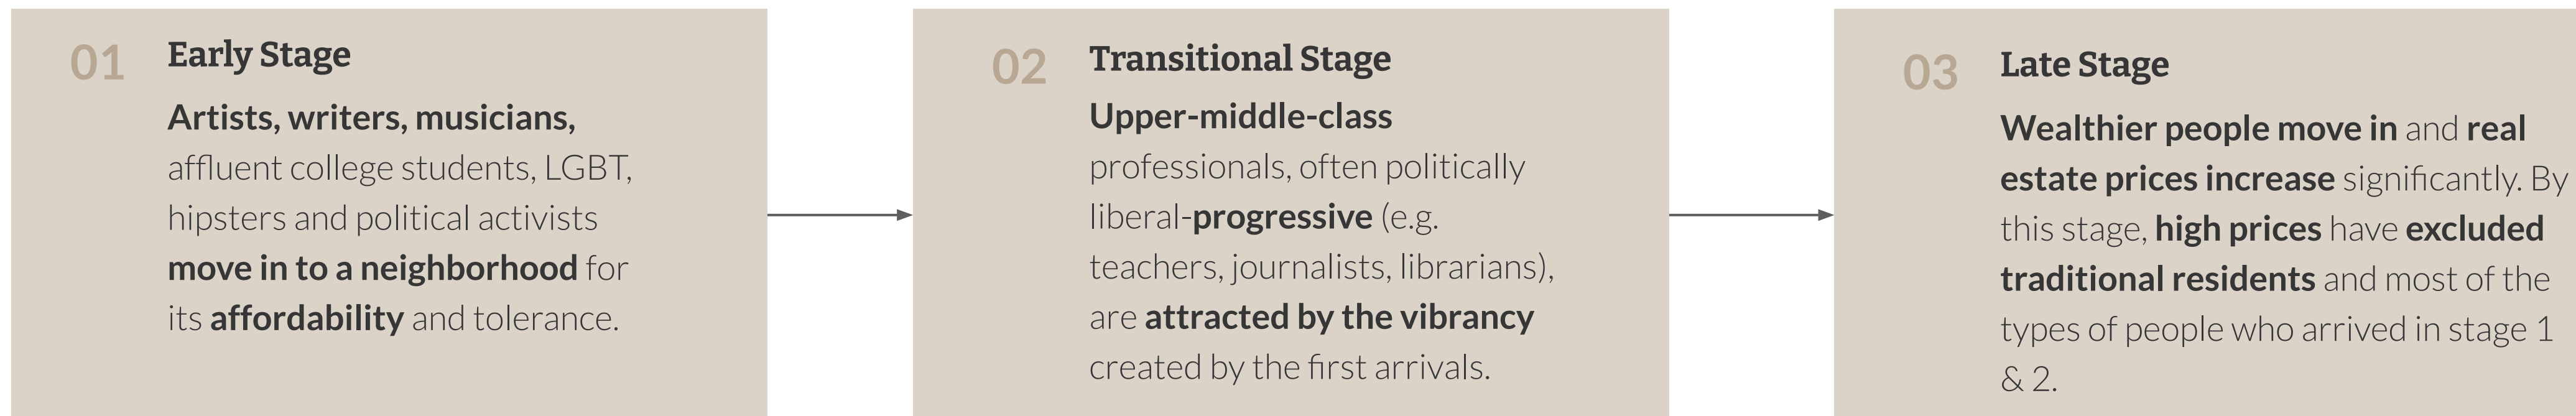 01
Early Stage
Artists, writers, musicians,
affluent college students, LGBT,
hipsters and political activists
move in to a neighborhood for
its affordability and tolerance.
02
Transitional Stage
Upper-middle-class
professionals, often politically
liberal-progressive (e.g.
teachers, journalists, librarians),
are attracted by the vibrancy
created by the first arrivals.
03
Late Stage
Wealthier people move in and real
estate prices increase significantly. By
this stage, high prices have excluded
traditional residents and most of the
types of people who arrived in stage 1
& 2.